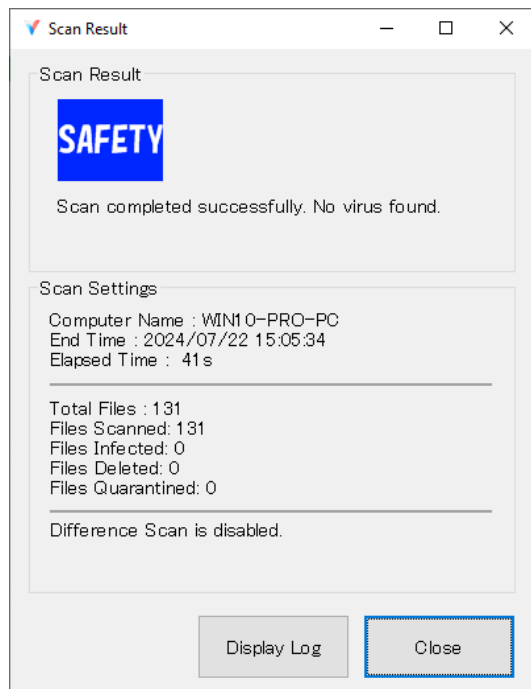 Scan Result
Scan Result
SAFETY
Scan completed successfully. No virus found.
Scan Settings
Computer Name : WIN10-PRO-PC
End Time : 2024/07/22 15:05:34
Elapsed Time : 41s
Total Files : 131
Files Scanned: 131
Files Infected: 0
Files Deleted: 0
Files Quarantined: 0
Difference Scan is disabled.
Display Log
Close